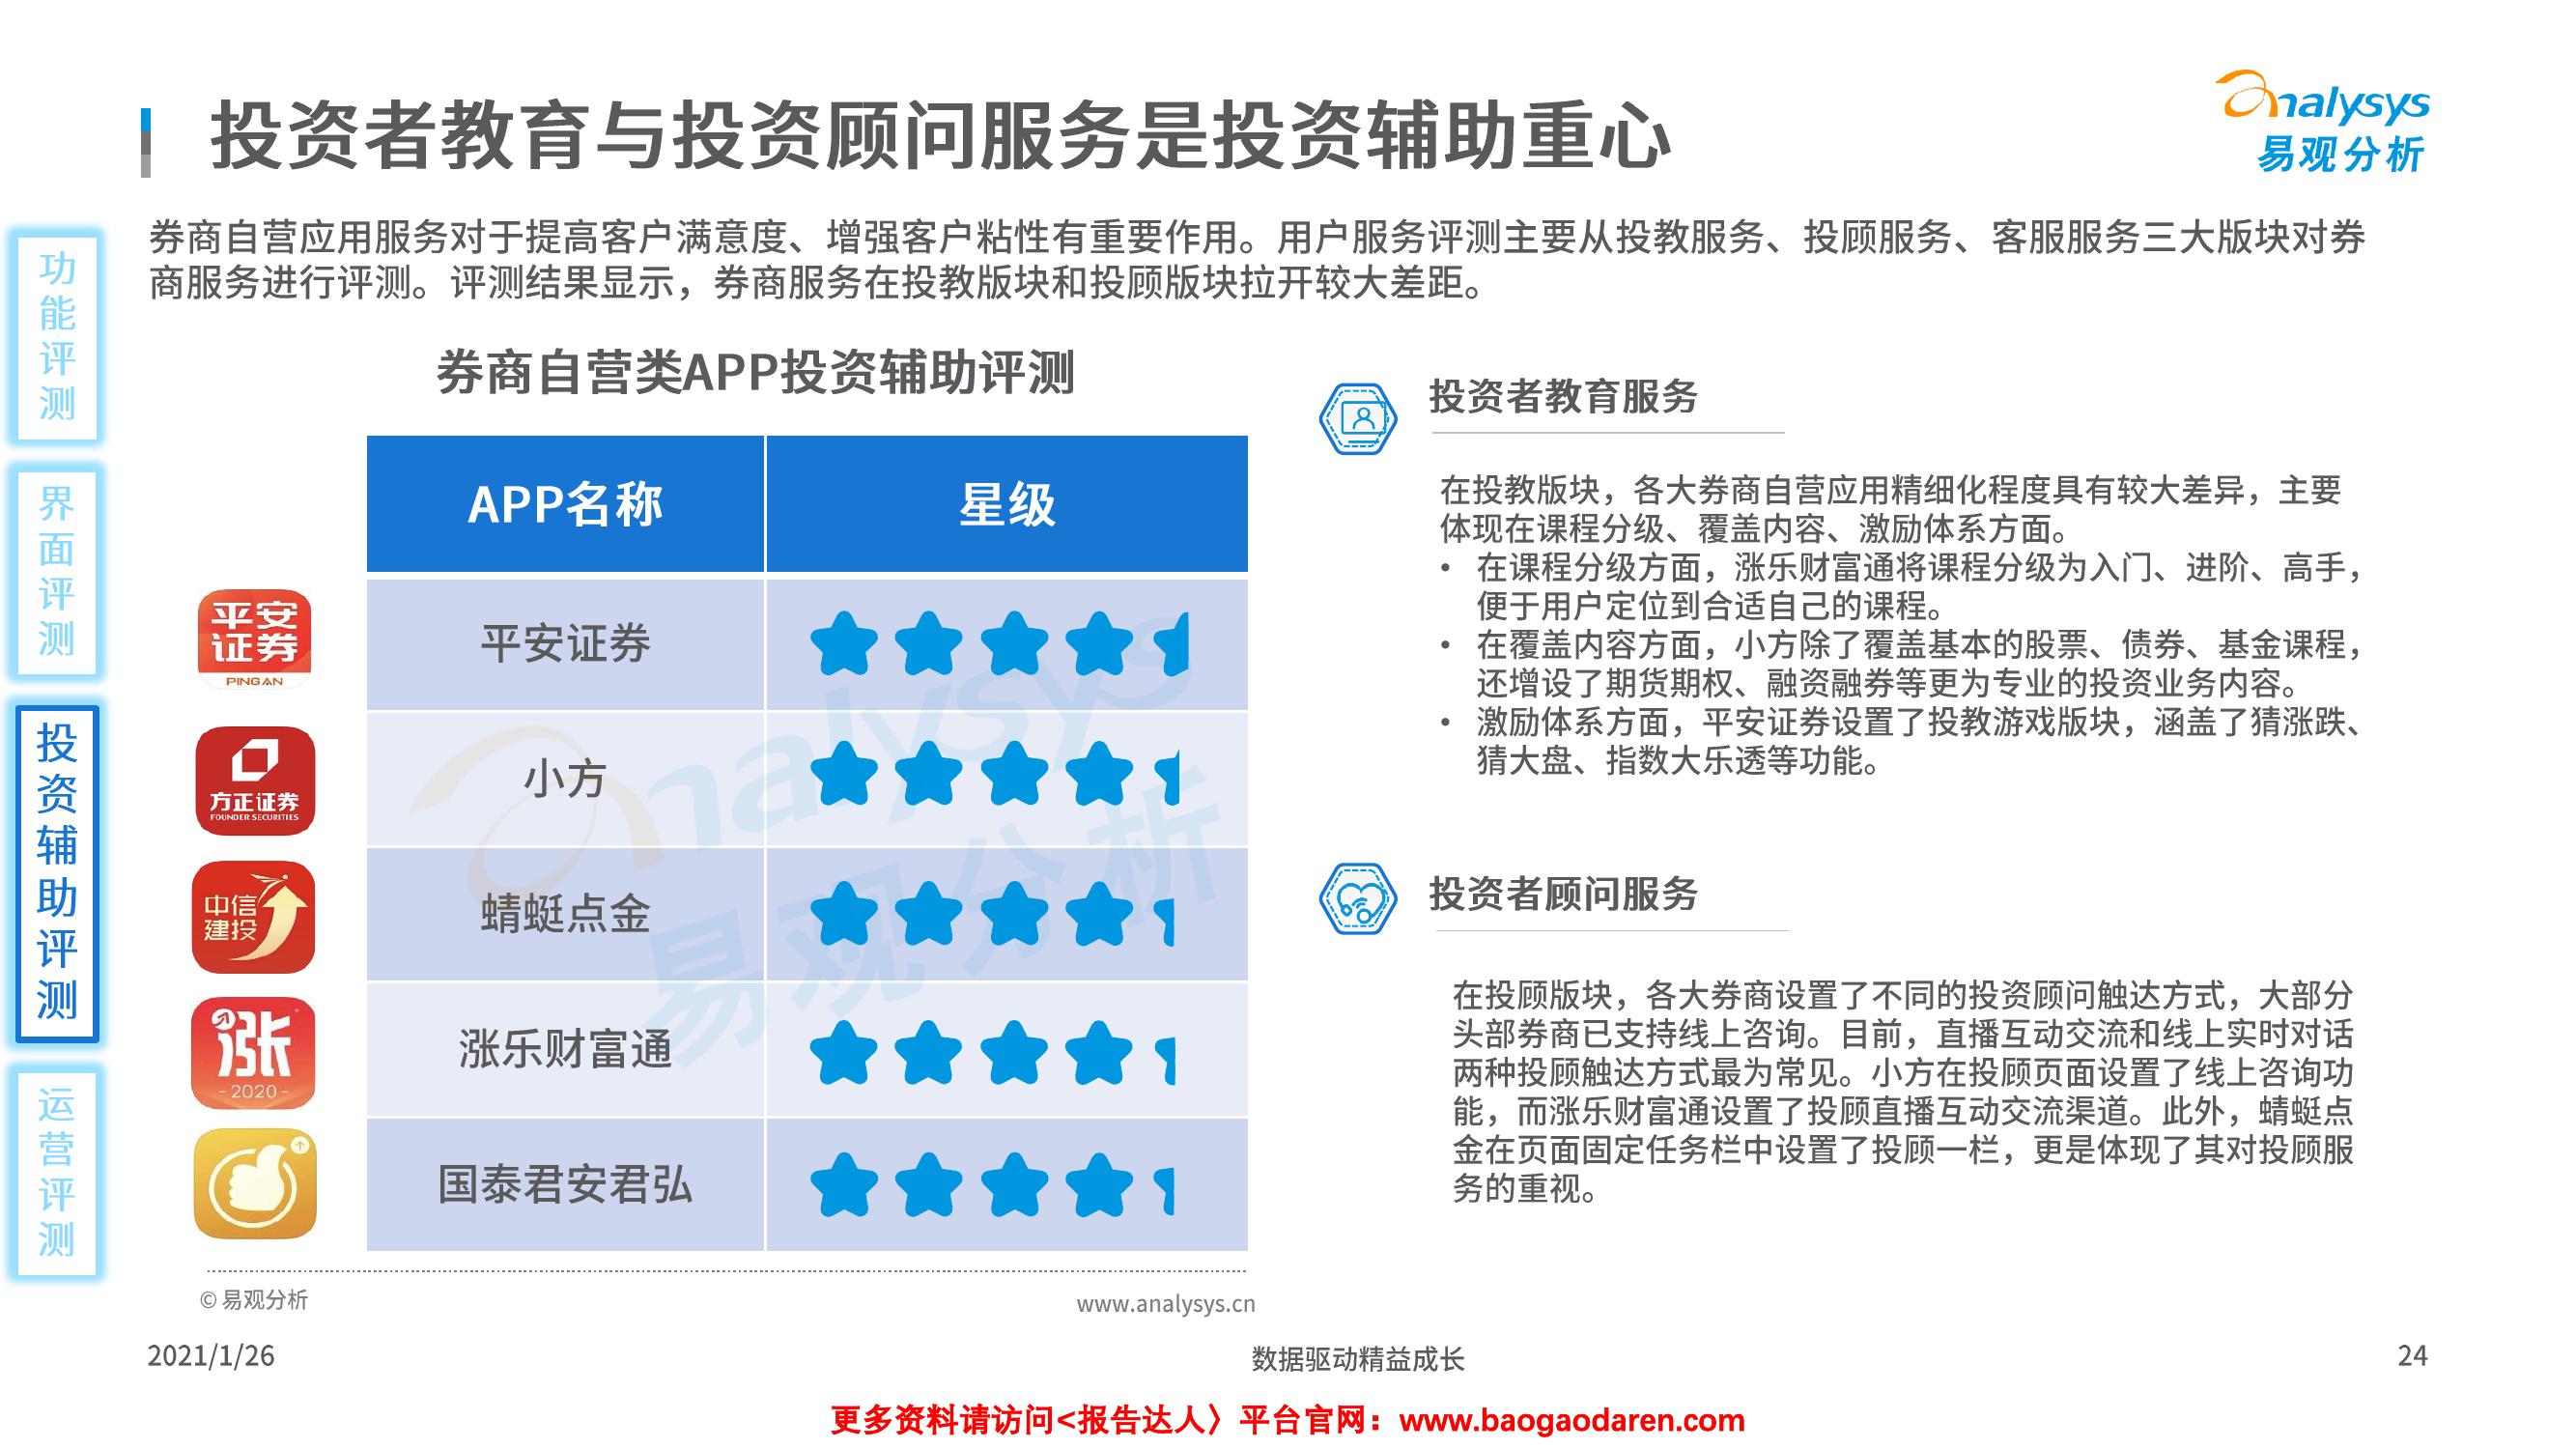 投资者教育与投资顾问服务是投资辅助重心
analysys
易观分析
券商自营应用服务对于提高客户满意度、增强客户粘性有重要作用。用户服务评测主要从投教服务、投顾服务、客服服务三大版块对券
商服务进行评测。评测结果显示，券商服务在投教版块和投顾版块拉开较大差距。
功能评测
界面评测
投资辅助评测
运营评测
券商自营类APP投资辅助评测
APP名称 星级
平安证券
PINGAN
平安证券
方正证券
FOUNDER SECURITIES
小方
中信
建投
蜻蜓点金
涨
- 2020 -
涨乐财富通
国泰君安君弘
analysys
易观分析
© 易观分析
www.analysys.cn
投资者教育服务
在投教版块，各大券商自营应用精细化程度具有较大差异，主要
体现在课程分级、覆盖内容、激励体系方面。
• 在课程分级方面，涨乐财富通将课程分级为入门、进阶、高手，
便于用户定位到合适自己的课程。
• 在覆盖内容方面，小方除了覆盖基本的股票、债券、基金课程，
还增设了期货期权、融资融券等更为专业的投资业务内容。
• 激励体系方面，平安证券设置了投教游戏版块，涵盖了猜涨跌、
猜大盘、指数大乐透等功能。
投资者顾问服务
在投顾版块，各大券商设置了不同的投资顾问触达方式，大部分
头部券商已支持线上咨询。目前，直播互动交流和线上实时对话
两种投顾触达方式最为常见。小方在投顾页面设置了线上咨询功
能，而涨乐财富通设置了投顾直播互动交流渠道。此外，蜻蜓点
金在页面固定任务栏中设置了投顾一栏，更是体现了其对投顾服
务的重视。
2021/1/26
数据驱动精益成长
24
更多资料请访问<报告达人〉平台官网：www.baogaodaren.com